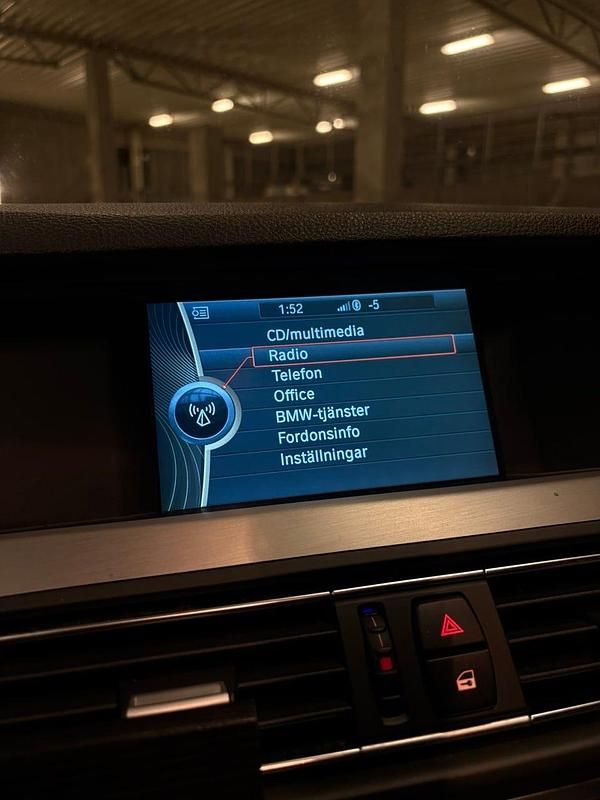 1:52 -5
CD/multimedia
Radio
Telefon
Office
BMW-tjänster
Fordonsinfo
Inställningar